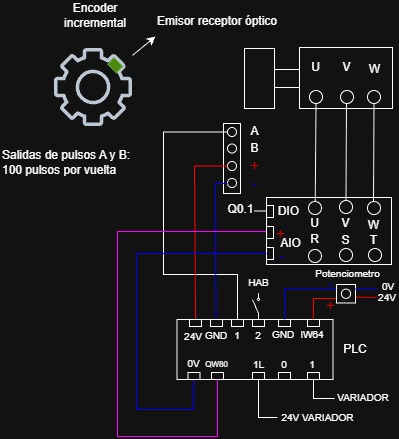 Encoder
incremental
Emisor receptor óptico
Salidas de pulsos A y B:
100 pulsos por vuelta
U V W
A
B
+
-
Q0.1
DIO
U V W
+
AIO
-
R S T
Potenciometro
- 0V
+ 24V
HAB
24V GND 1 2 GND IW64
PLC
0V QW80 1L 0 1
VARIADOR
24V VARIADOR